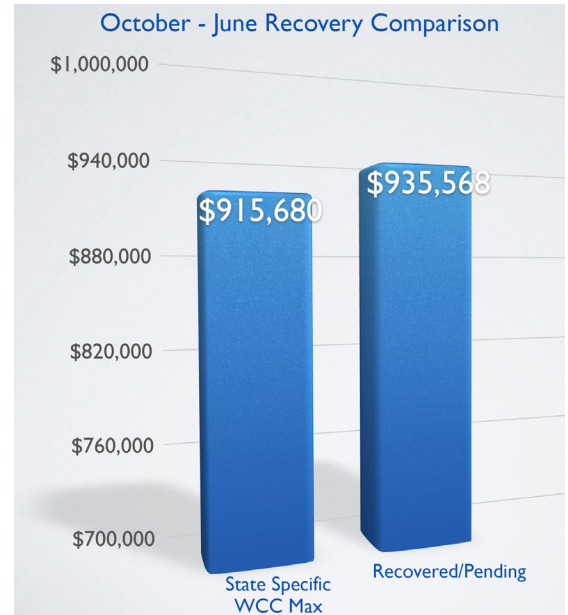 October - June Recovery Comparison
$1,000,000
$940,000
$880,000
$820,000
$760,000
$700,000
$915,680
$935,568
State Specific
WCC Max
Recovered/Pending